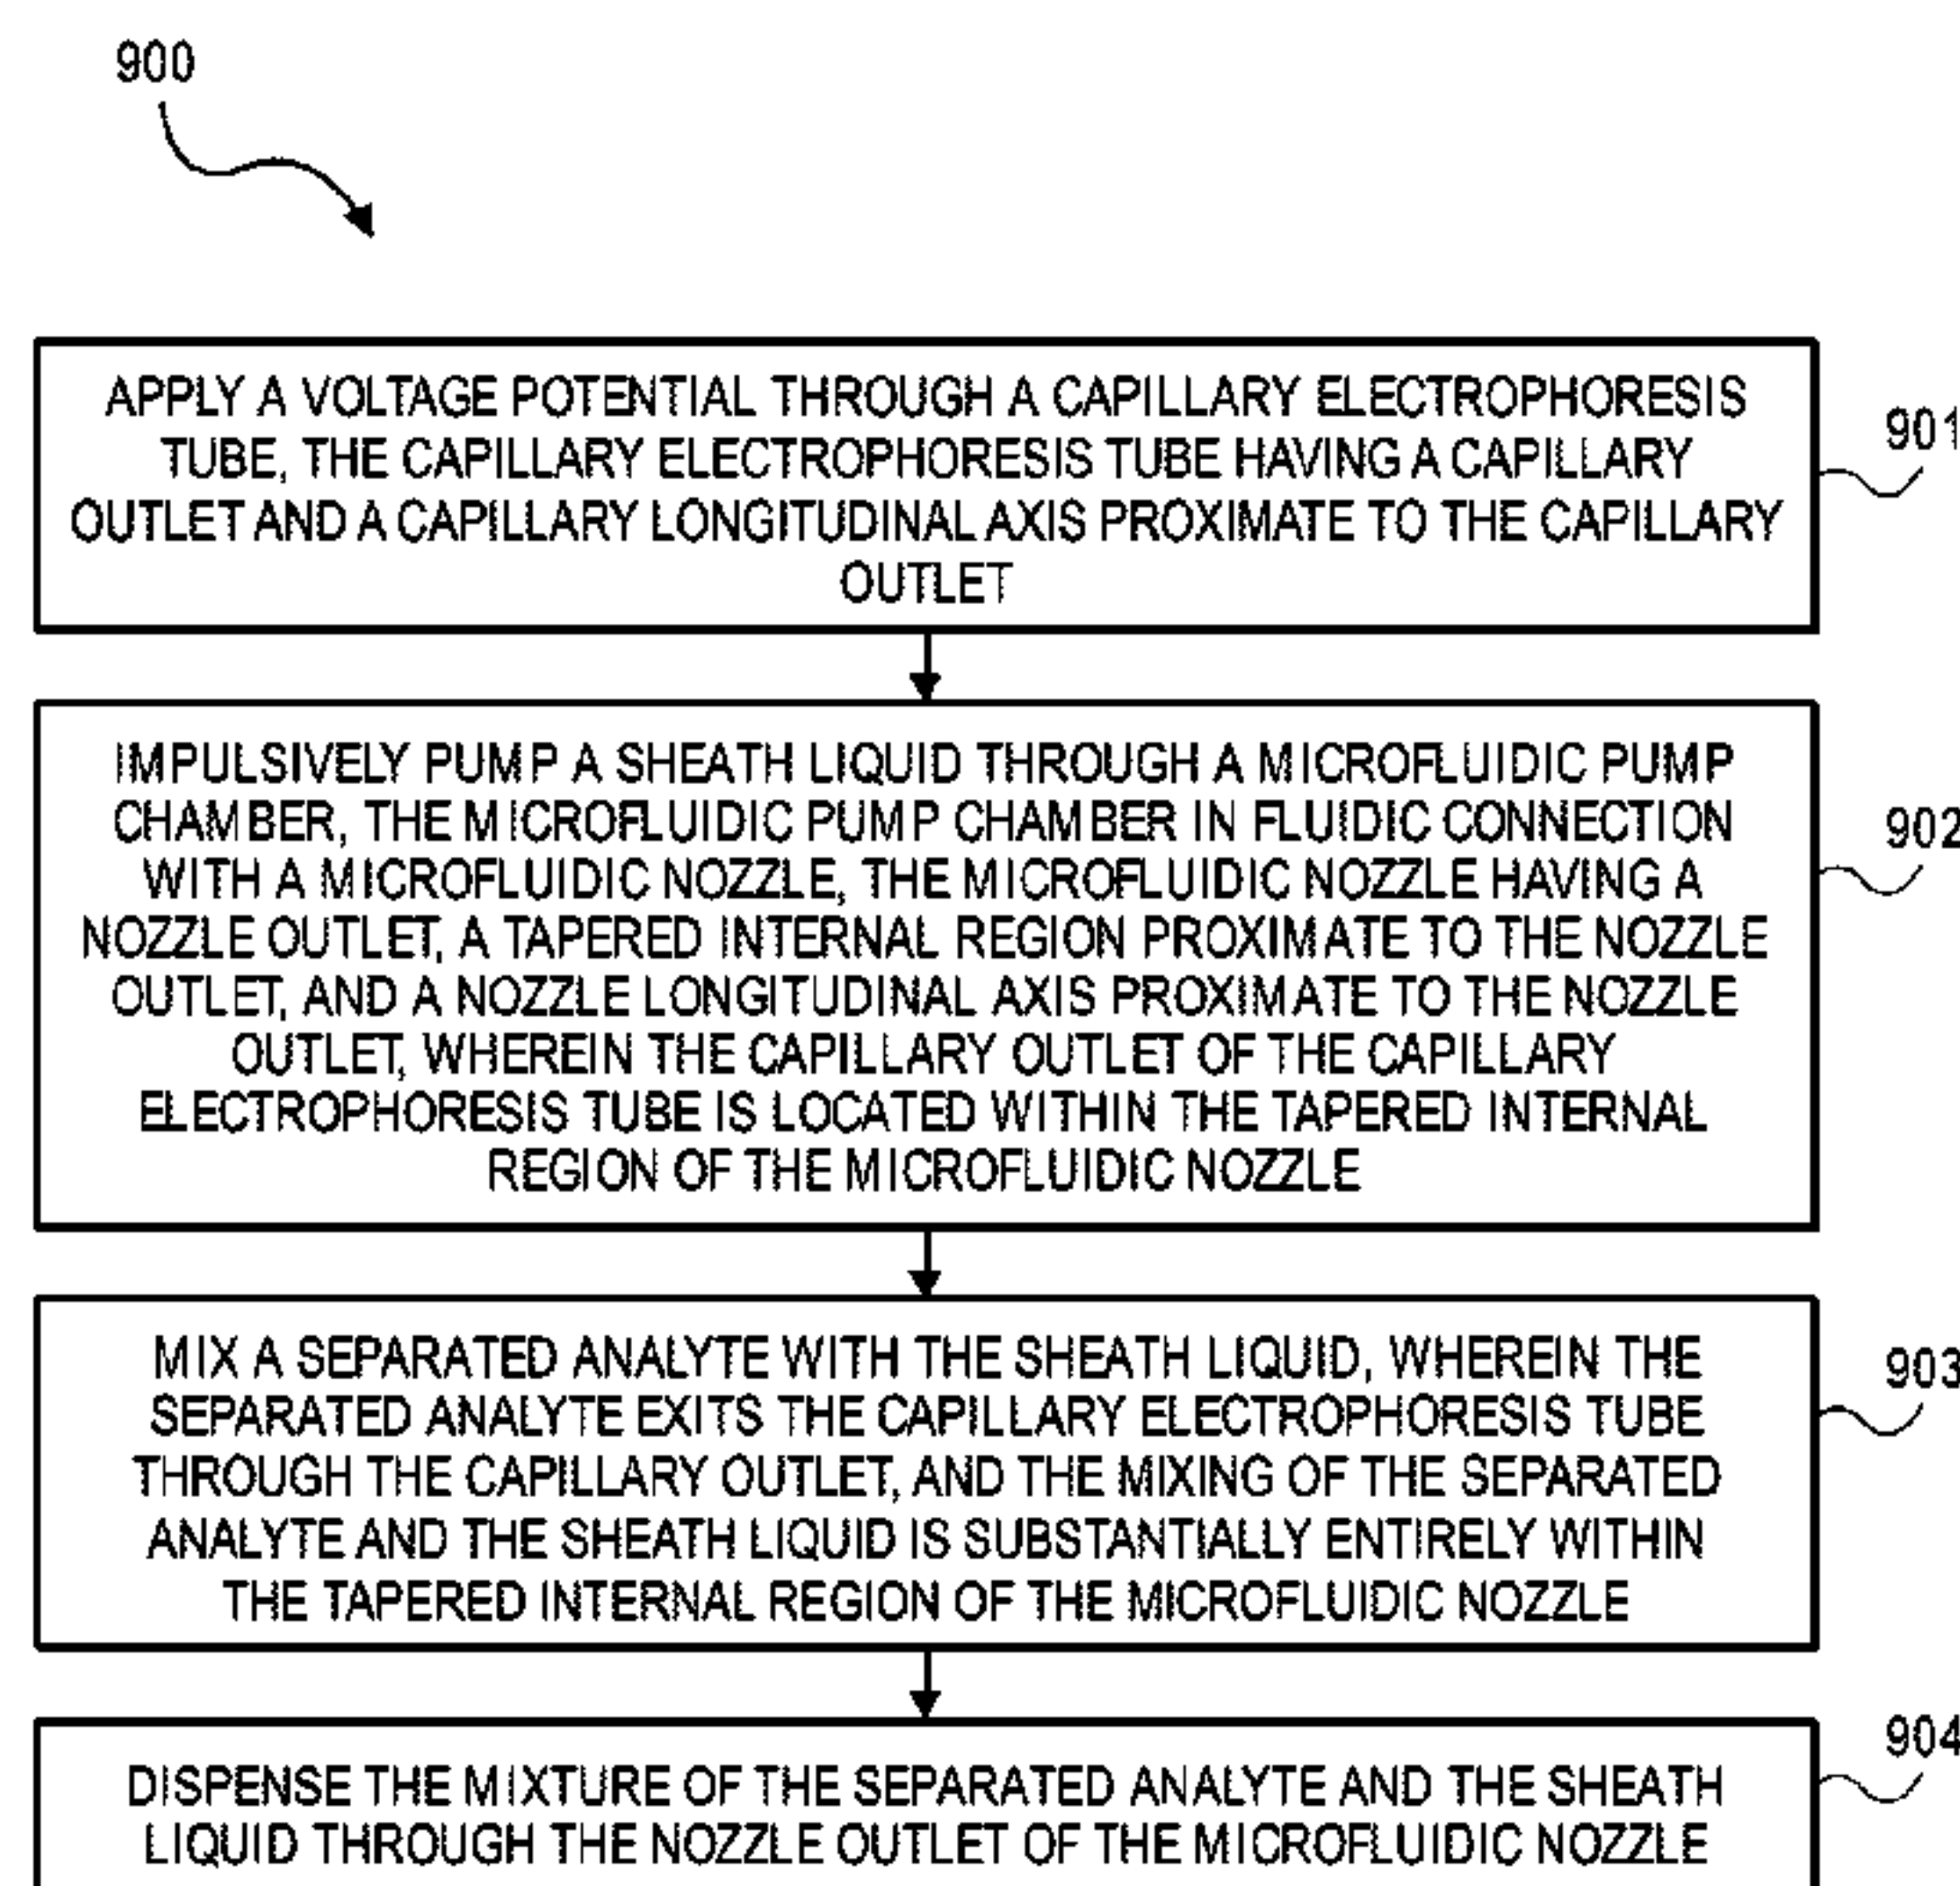 900
APPLY A VOLTAGE POTENTIAL THROUGH A CAPILLARY ELECTROPHORESIS
TUBE, THE CAPILLARY ELECTROPHORESIS TUBE HAVING A CAPILLARY
OUTLET AND A CAPILLARY LONGITUDINAL AXIS PROXIMATE TO THE CAPILLARY
OUTLET
901
IMPULSIVELY PUMP A SHEATH LIQUID THROUGH A MICROFLUIDIC PUMP
CHAMBER, THE MICROFLUIDIC PUMP CHAMBER IN FLUIDIC CONNECTION
WITH A MICROFLUIDIC NOZZLE, THE MICROFLUIDIC NOZZLE HAVING A
NOZZLE OUTLET, A TAPERED INTERNAL REGION PROXIMATE TO THE NOZZLE
OUTLET, AND A NOZZLE LONGITUDINAL AXIS PROXIMATE TO THE NOZZLE
OUTLET, WHEREIN THE CAPILLARY OUTLET OF THE CAPILLARY
ELECTROPHORESIS TUBE IS LOCATED WITHIN THE TAPERED INTERNAL
REGION OF THE MICROFLUIDIC NOZZLE
902
MIX A SEPARATED ANALYTE WITH THE SHEATH LIQUID, WHEREIN THE
SEPARATED ANALYTE EXITS THE CAPILLARY ELECTROPHORESIS TUBE
THROUGH THE CAPILLARY OUTLET, AND THE MIXING OF THE SEPARATED
ANALYTE AND THE SHEATH LIQUID IS SUBSTANTIALLY ENTIRELY WITHIN
THE TAPERED INTERNAL REGION OF THE MICROFLUIDIC NOZZLE
903
DISPENSE THE MIXTURE OF THE SEPARATED ANALYTE AND THE SHEATH
LIQUID THROUGH THE NOZZLE OUTLET OF THE MICROFLUIDIC NOZZLE
904